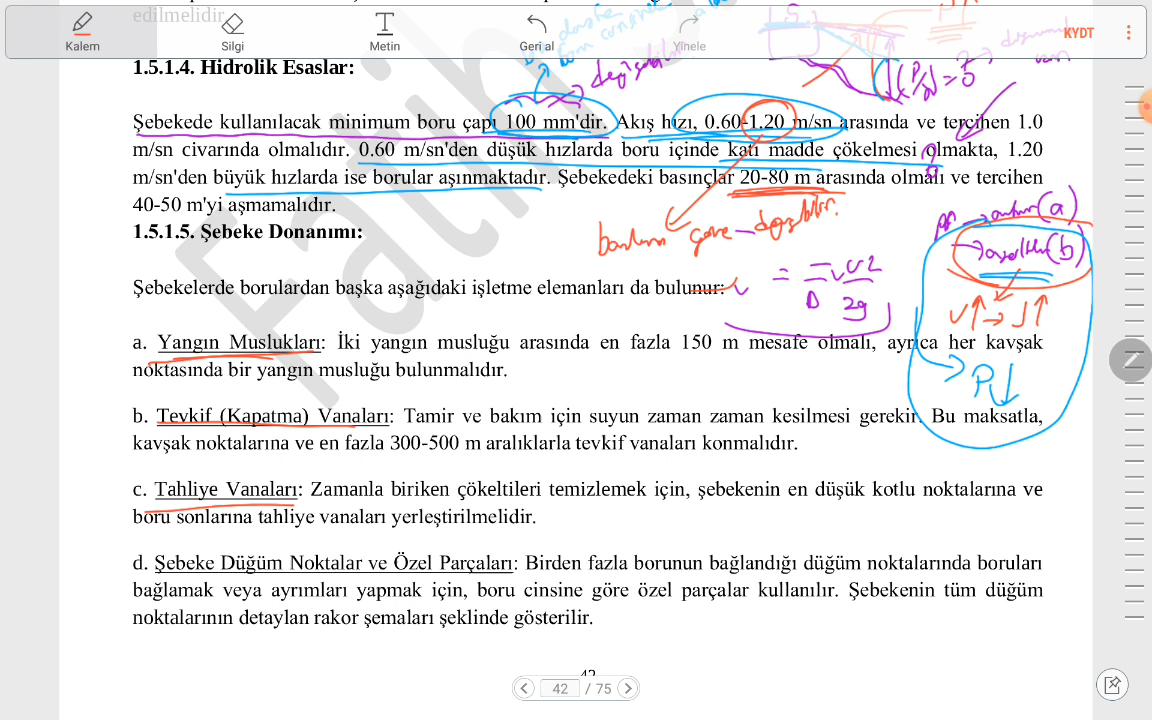 edilmelidir.
Kalem
Silgi
Metin
Geri al
Yinele
KYDT
1.5.1.4. Hidrolik Esaslar:
değişebilir
(P/γ) =
Şebekede kullanılacak minimum boru çapı 100 mm'dir. Akış hızı, 0.60-1.20 m/sn arasında ve tercihen 1.0
m/sn civarında olmalıdır. 0.60 m/sn'den düşük hızlarda boru içinde katı madde çökelmesi olmakta, 1.20
m/sn'den büyük hızlarda ise borular aşınmaktadır. Şebekedeki basınçlar 20-80 m arasında olmalı ve tercihen
40-50 m'yi aşmamalıdır.
basınca göre değişebilir.
(a)
azaltır (b)
1.5.1.5. Şebeke Donanımı:
Şebekelerde borulardan başka aşağıdaki işletme elemanları da bulunur:
D 2g
V↑ → J↑
P↓
a. Yangın Muslukları: İki yangın musluğu arasında en fazla 150 m mesafe olmalı, ayrıca her kavşak
noktasında bir yangın musluğu bulunmalıdır.
b. Tevkif (Kapatma) Vanaları: Tamir ve bakım için suyun zaman zaman kesilmesi gerekir. Bu maksatla,
kavşak noktalarına ve en fazla 300-500 m aralıklarla tevkif vanaları konmalıdır.
c. Tahliye Vanaları: Zamanla biriken çökeltileri temizlemek için, şebekenin en düşük kotlu noktalarına ve
boru sonlarına tahliye vanaları yerleştirilmelidir.
d. Şebeke Düğüm Noktalar ve Özel Parçaları: Birden fazla borunun bağlandığı düğüm noktalarında boruları
bağlamak veya ayrımları yapmak için, boru cinsine göre özel parçalar kullanılır. Şebekenin tüm düğüm
noktalarının detayları rakor şemaları şeklinde gösterilir.
42
42 / 75
Fatih